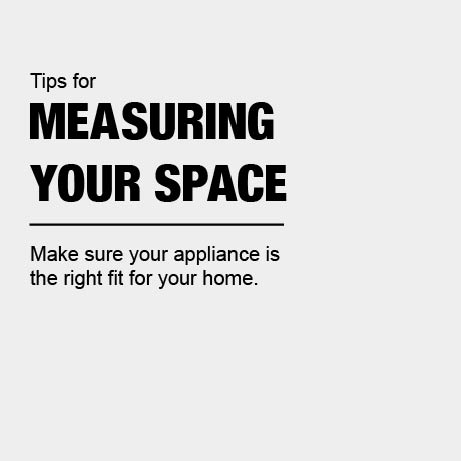 Tips for
MEASURING
YOUR SPACE
Make sure your appliance is
the right fit for your home.